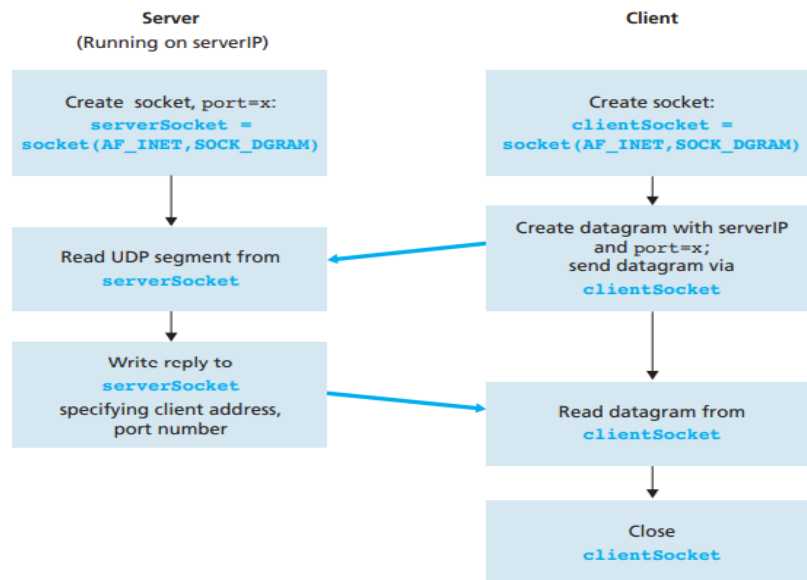 Server
(Running on serverIP)
Create socket, port=x:
serverSocket =
socket(AF_INET,SOCK_DGRAM)
Read UDP segment from
serverSocket
Write reply to
serverSocket
specifying client address,
port number
Client
Create socket:
clientSocket =
socket(AF_INET,SOCK_DGRAM)
Create datagram with serverIP
and port=x;
send datagram via
clientSocket
Read datagram from
clientSocket
Close
clientSocket